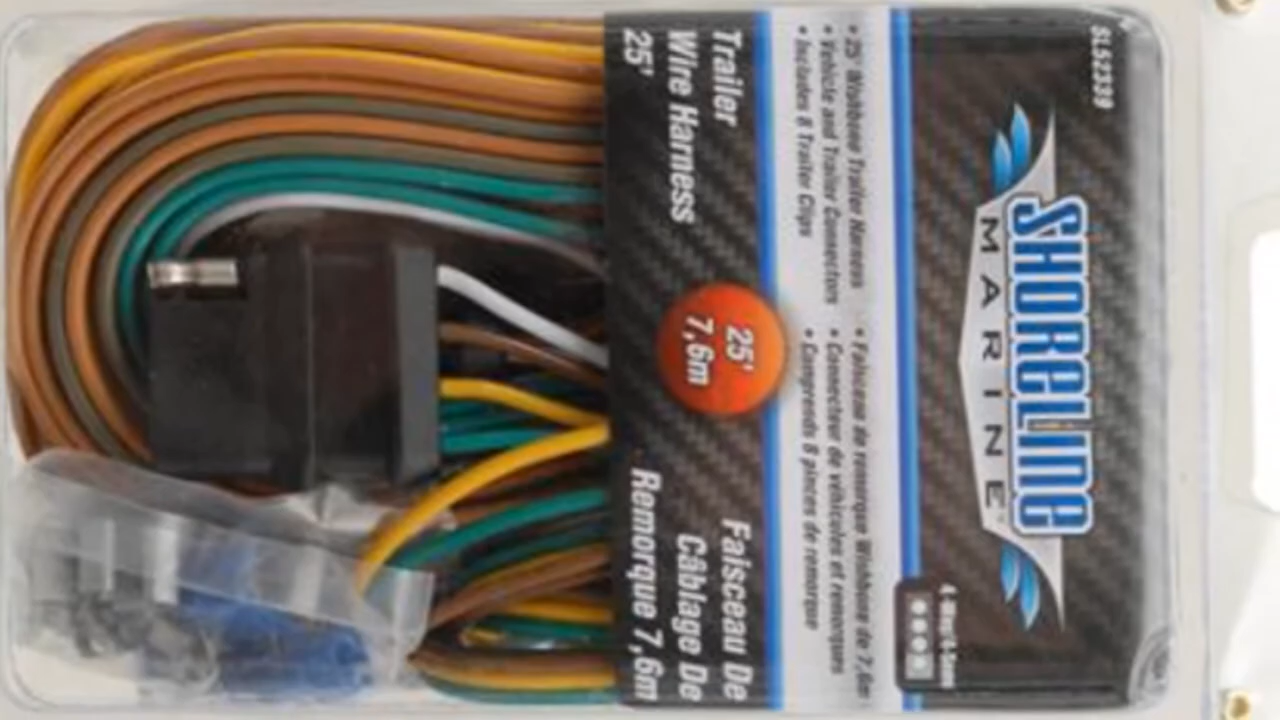 SL52339
SHORELINE
MARINE
4-Way/4-Sens
• 25' Wishbone Trailer Harness
• Vehicle and Trailer Connectors
• Includes 8 Trailer Clips
• Faisceau de remorque Wishbone de 7,6m
• Connecteur de véhicules et remorques
• Comprends 8 pinces de remorque
25'
7,6m
Trailer
Wire Harness
25'
Faisceau De
Câblage De
Remorque 7,6m